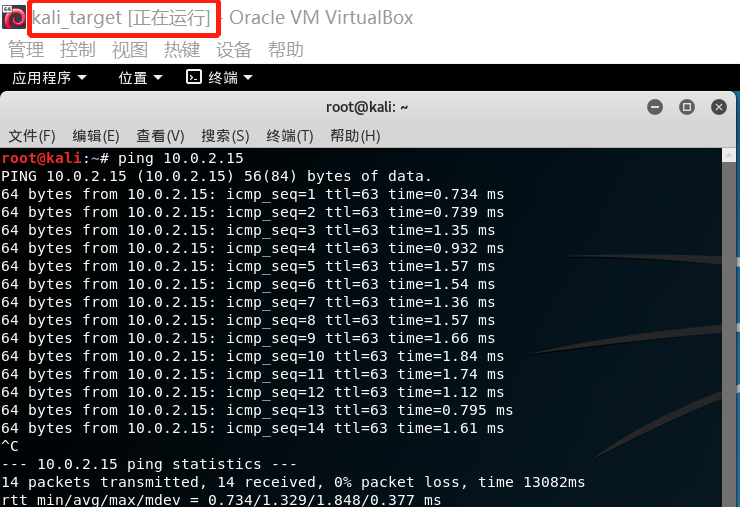 kali_target [正在运行] - Oracle VM VirtualBox
管理 控制 视图 热键 设备 帮助
应用程序 位置 终端
root@kali: ~
文件(F) 编辑(E) 查看(V) 搜索(S) 终端(T) 帮助(H)
root@kali:~# ping 10.0.2.15
PING 10.0.2.15 (10.0.2.15) 56(84) bytes of data.
64 bytes from 10.0.2.15: icmp_seq=1 ttl=63 time=0.734 ms
64 bytes from 10.0.2.15: icmp_seq=2 ttl=63 time=0.739 ms
64 bytes from 10.0.2.15: icmp_seq=3 ttl=63 time=1.35 ms
64 bytes from 10.0.2.15: icmp_seq=4 ttl=63 time=0.932 ms
64 bytes from 10.0.2.15: icmp_seq=5 ttl=63 time=1.57 ms
64 bytes from 10.0.2.15: icmp_seq=6 ttl=63 time=1.54 ms
64 bytes from 10.0.2.15: icmp_seq=7 ttl=63 time=1.36 ms
64 bytes from 10.0.2.15: icmp_seq=8 ttl=63 time=1.57 ms
64 bytes from 10.0.2.15: icmp_seq=9 ttl=63 time=1.66 ms
64 bytes from 10.0.2.15: icmp_seq=10 ttl=63 time=1.84 ms
64 bytes from 10.0.2.15: icmp_seq=11 ttl=63 time=1.74 ms
64 bytes from 10.0.2.15: icmp_seq=12 ttl=63 time=1.12 ms
64 bytes from 10.0.2.15: icmp_seq=13 ttl=63 time=0.795 ms
64 bytes from 10.0.2.15: icmp_seq=14 ttl=63 time=1.61 ms
^C
--- 10.0.2.15 ping statistics ---
14 packets transmitted, 14 received, 0% packet loss, time 13082ms
rtt min/avg/max/mdev = 0.734/1.329/1.848/0.377 ms